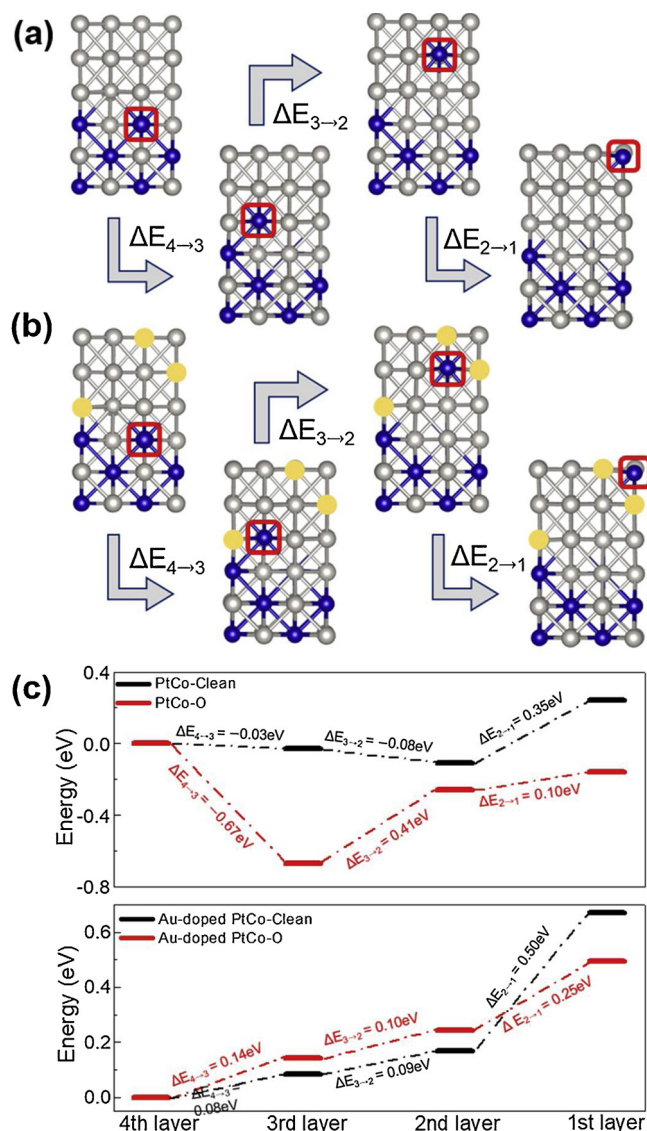 (a)
ΔE3→2
ΔE4→3
ΔE2→1
(b)
ΔE3→2
ΔE4→3
ΔE2→1
(c)
0.4
PtCo-Clean
PtCo-O
ΔE4→3 = −0.03eV
ΔE3→2 = −0.08eV
ΔE2→1 = 0.35eV
0.0
Energy (eV)
ΔE4→3 = −0.67eV
ΔE3→2 = 0.41eV
ΔE2→1 = 0.10eV
-0.4
-0.8
Au-doped PtCo-Clean
Au-doped PtCo-O
0.6
Energy (eV)
ΔE2→1 = 0.50eV
0.4
ΔE4→3 = 0.14eV
ΔE3→2 = 0.10eV
ΔE2→1 = 0.25eV
0.2
ΔE4→3 =
0.08eV
ΔE3→2 = 0.09eV
0.0
4th layer 3rd layer 2nd layer 1st layer